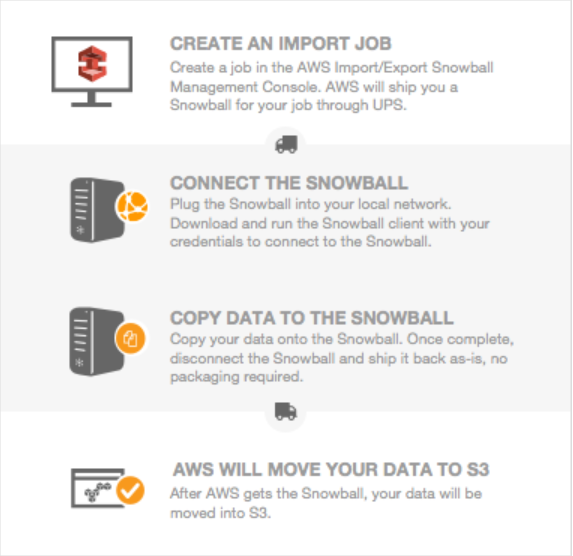 CREATE AN IMPORT JOB
Create a job in the AWS Import/Export Snowball
Management Console. AWS will ship you a
Snowball for your job through UPS.
CONNECT THE SNOWBALL
Plug the Snowball into your local network.
Download and run the Snowball client with your
credentials to connect to the Snowball.
COPY DATA TO THE SNOWBALL
Copy your data onto the Snowball. Once complete,
disconnect the Snowball and ship it back as-is, no
packaging required.
AWS WILL MOVE YOUR DATA TO S3
After AWS gets the Snowball, your data will be
moved into S3.